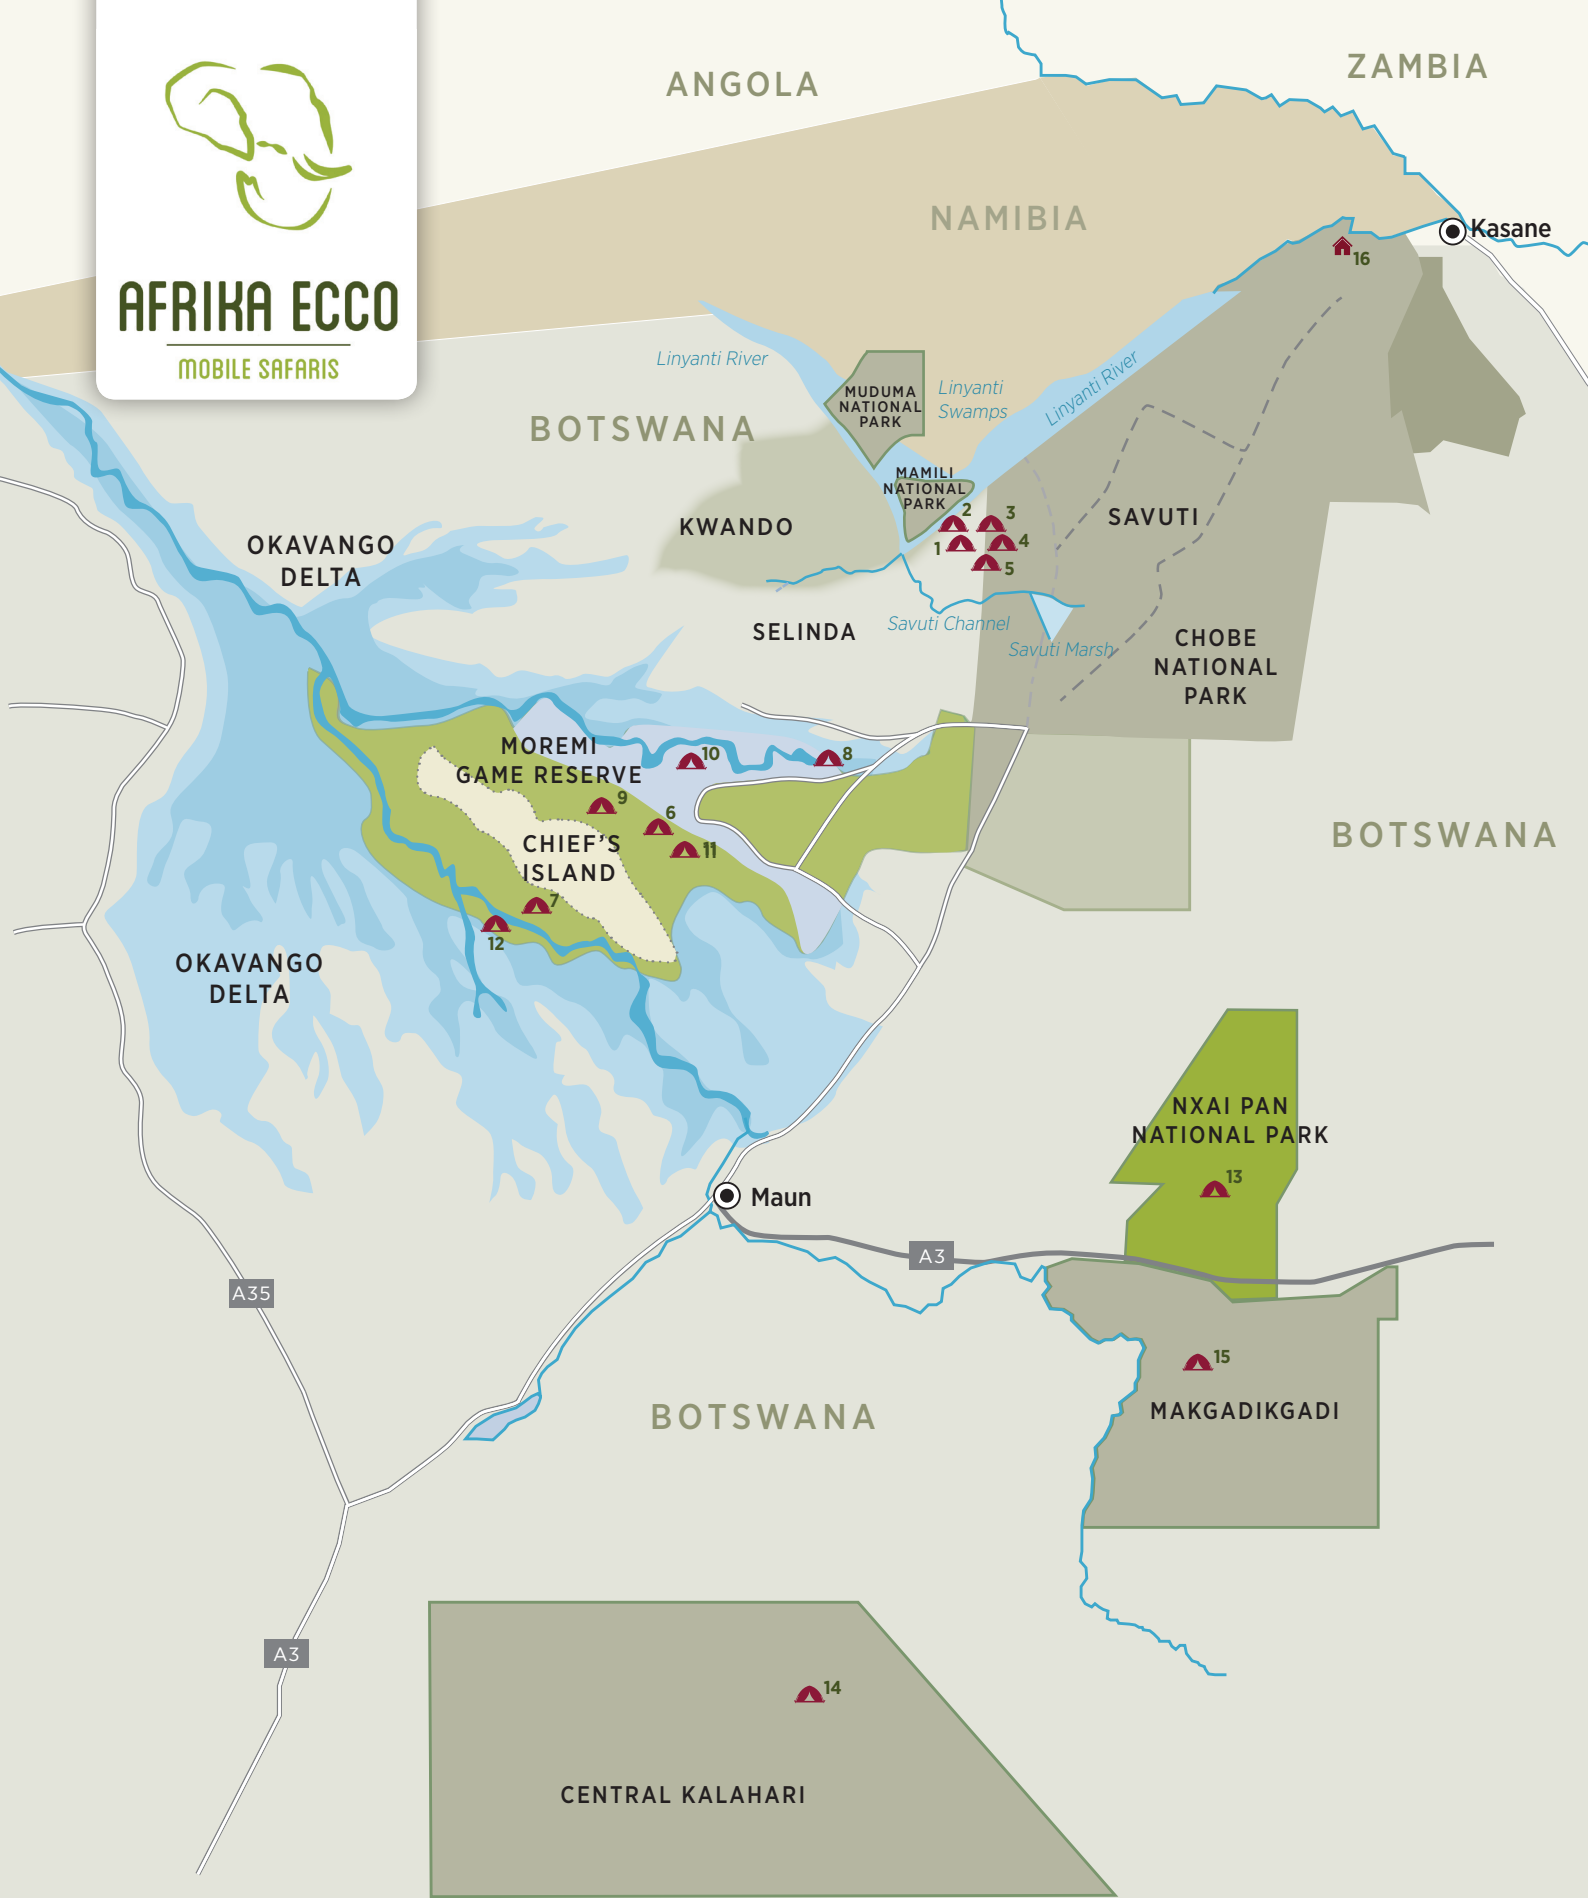 ANGOLA
ZAMBIA
AFRIKA ECCO
MOBILE SAFARIS
NAMIBIA
Kasane
16
Linyanti River
MUDUMA
NATIONAL
PARK
Linyanti
Swamps
Linyanti River
BOTSWANA
MAMILI
NATIONAL
PARK
KWANDO
2
3
1
4
5
SAVUTI
OKAVANGO
DELTA
SELINDA
Savuti Channel
Savuti Marsh
CHOBE
NATIONAL
PARK
MOREMI
GAME RESERVE
10
8
9
6
11
CHIEF'S
ISLAND
7
12
BOTSWANA
OKAVANGO
DELTA
NXAI PAN
NATIONAL PARK
13
Maun
A3
A35
15
MAKGADIKGADI
BOTSWANA
A3
14
CENTRAL KALAHARI